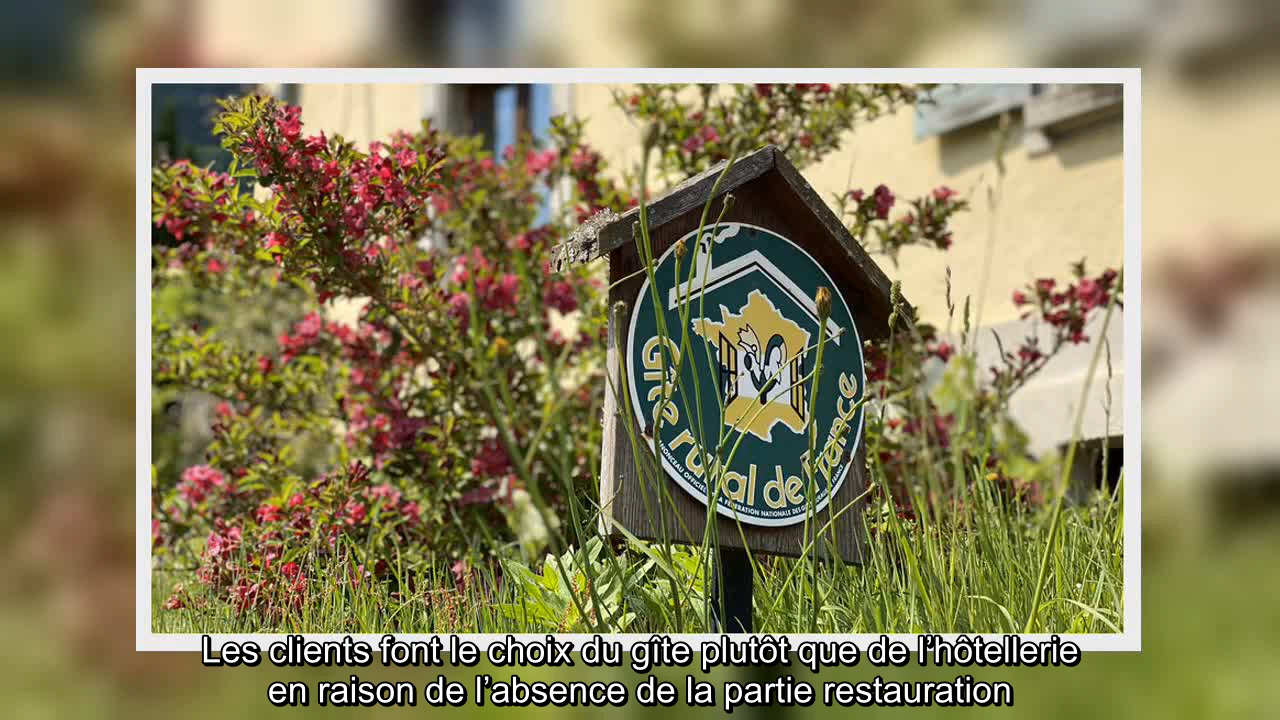 Gîte rural de France
Les clients font le choix du gîte plutôt que de l’hôtellerie
en raison de l’absence de la partie restauration